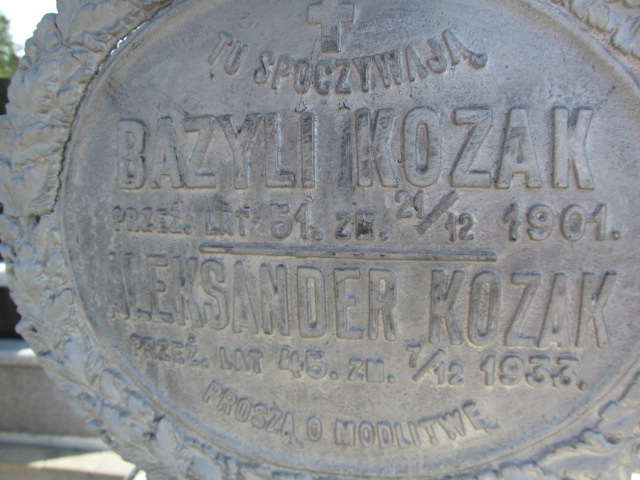 TU SPOCZYWAJĄ
BAZYLI KOZAK
PRZEŻ. LAT 51. ZM. 21/12 1901.
ALEKSANDER KOZAK
PRZEŻ. LAT 45. ZM. 7/12 1933.
PROSZĄ O MODLITWĘ